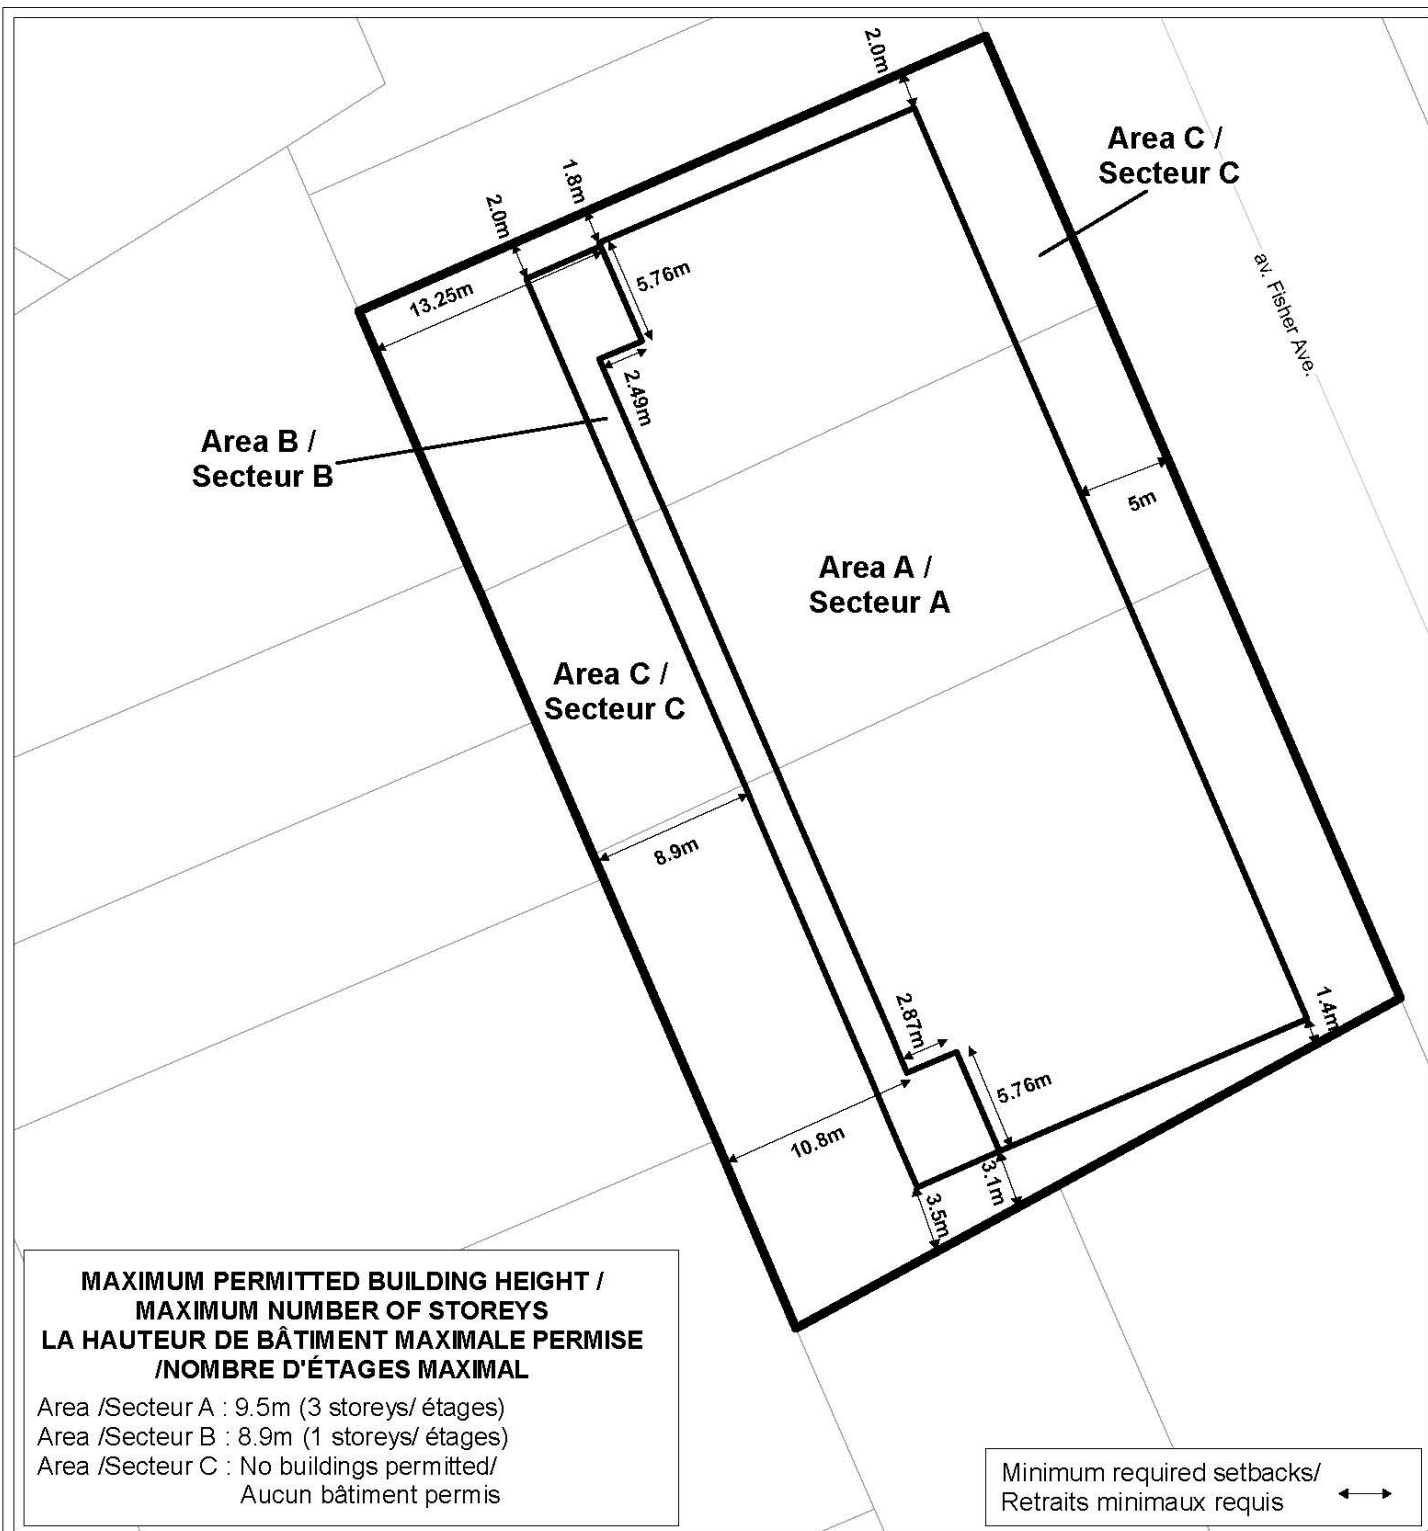 2.0m
Area C /
Secteur C
1.8m
2.0m
5.76m
13.25m
av. Fisher Ave.
2.49m
Area B /
Secteur B
5m
Area A /
Secteur A
Area C /
Secteur C
8.9m
2.87m
1.4m
5.76m
10.8m
3.1m
3.5m
MAXIMUM PERMITTED BUILDING HEIGHT /
MAXIMUM NUMBER OF STOREYS
LA HAUTEUR DE BÂTIMENT MAXIMALE PERMISE
/NOMBRE D'ÉTAGES MAXIMAL
Area /Secteur A : 9.5m (3 storeys/ étages)
Area /Secteur B : 8.9m (1 storeys/ étages)
Area /Secteur C : No buildings permitted/
Aucun bâtiment permis
Minimum required setbacks/
Retraits minimaux requis